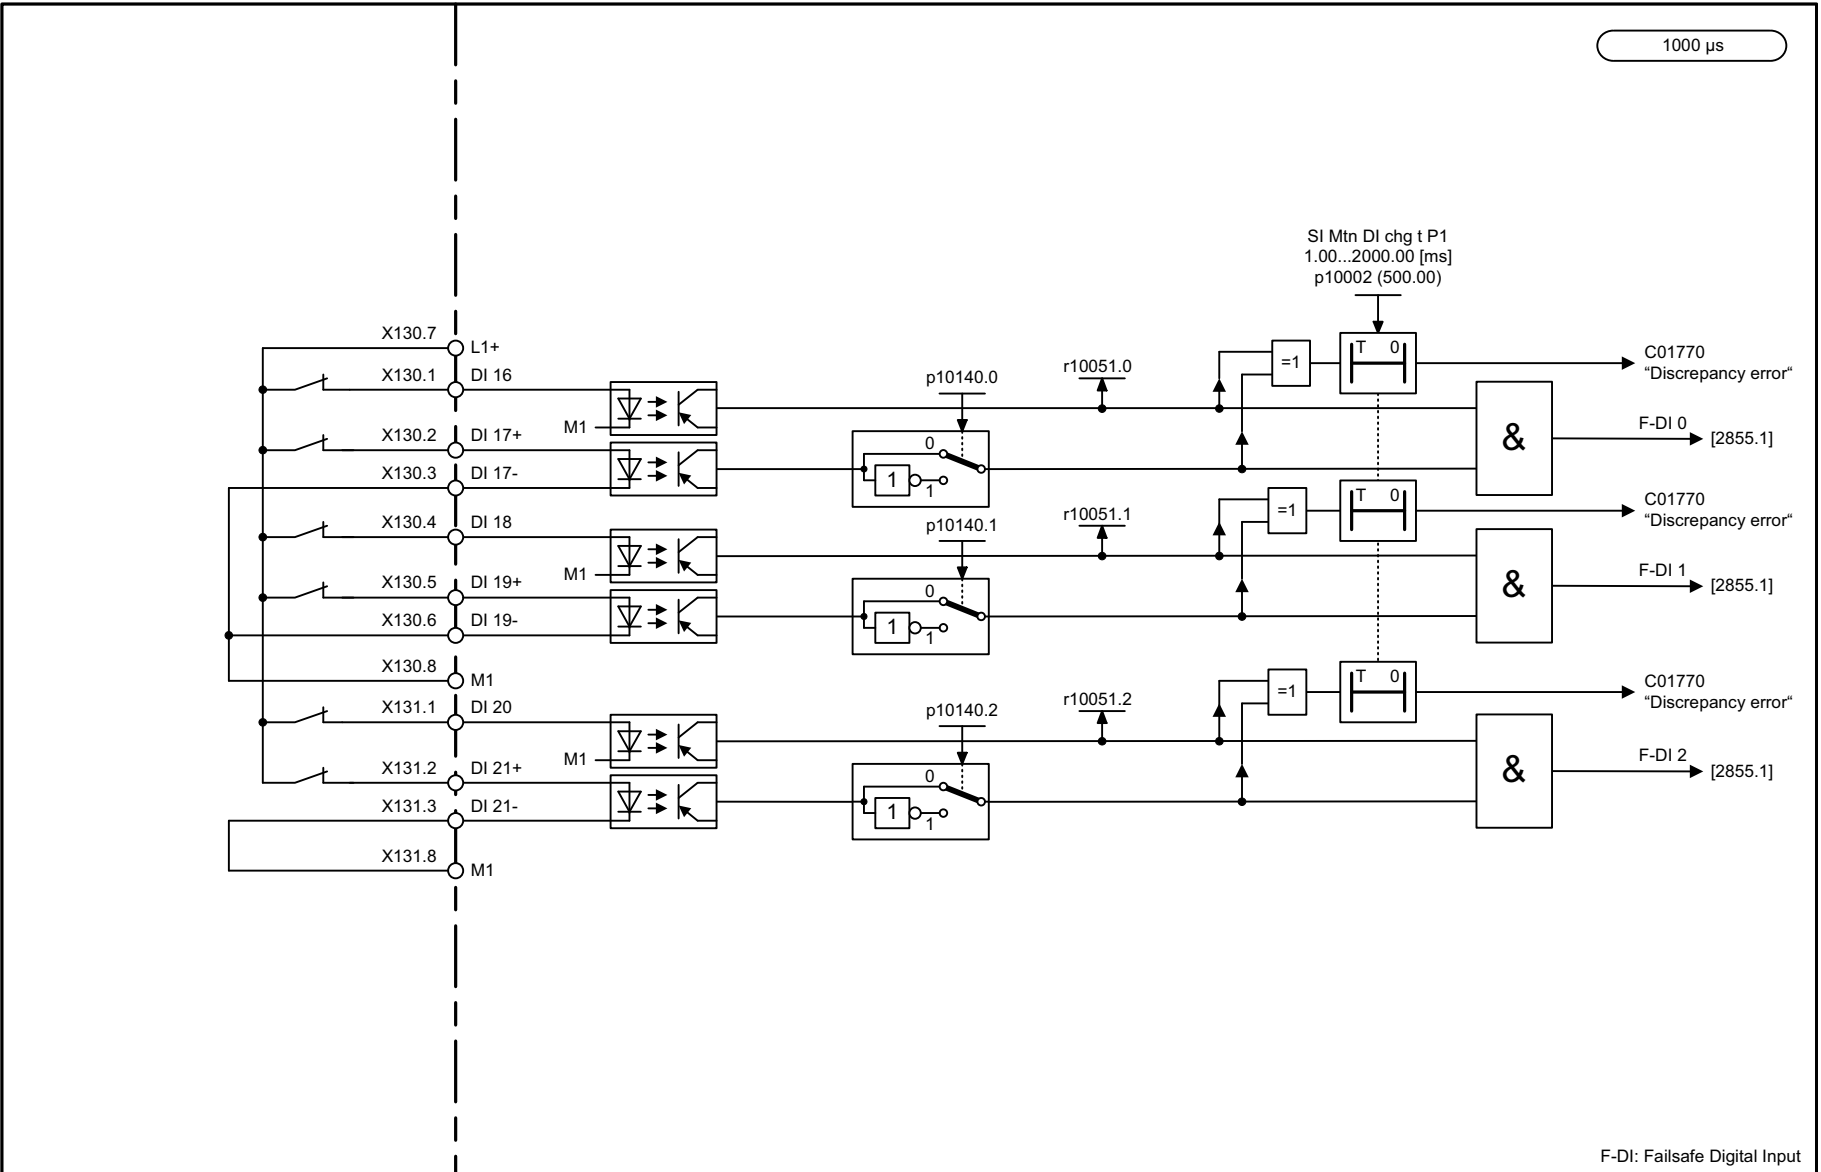 1000 µs
SI Mtn DI chg t P1
1.00...2000.00 [ms]
p10002 (500.00)
X130.7
L1+
X130.1
DI 16
M1
X130.2
DI 17+
X130.3
DI 17-
p10140.0
0
1
1
r10051.0
=1
T 0
C01770
“Discrepancy error“
&
F-DI 0
[2855.1]
X130.4
DI 18
M1
X130.5
DI 19+
X130.6
DI 19-
X130.8
M1
p10140.1
0
1
1
r10051.1
=1
T 0
C01770
“Discrepancy error“
&
F-DI 1
[2855.1]
X131.1
DI 20
M1
X131.2
DI 21+
X131.3
DI 21-
X131.8
M1
p10140.2
0
1
1
r10051.2
=1
T 0
C01770
“Discrepancy error“
&
F-DI 2
[2855.1]
F-DI: Failsafe Digital Input